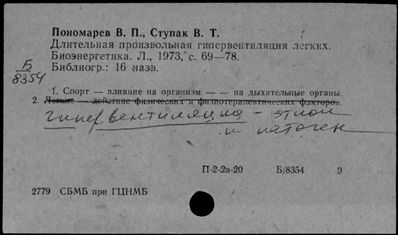 Пономарев В. П., Ступак В. Т.
Длительная произвольная гипервентиляция легких.
Биоэнергетика. Л., 1973, с. 69—78.
Библиогр.: 16 назв.
Б
8354
1. Спорт — влияние на организм — — на дыхательные органы.
2. Легкие — действие физических и физиотерапевтических факторов.
гипервентиляция - этиол
и патоген
П-2-2а-20 Б/8354 9
2779 СБМБ при ГЦНМБ